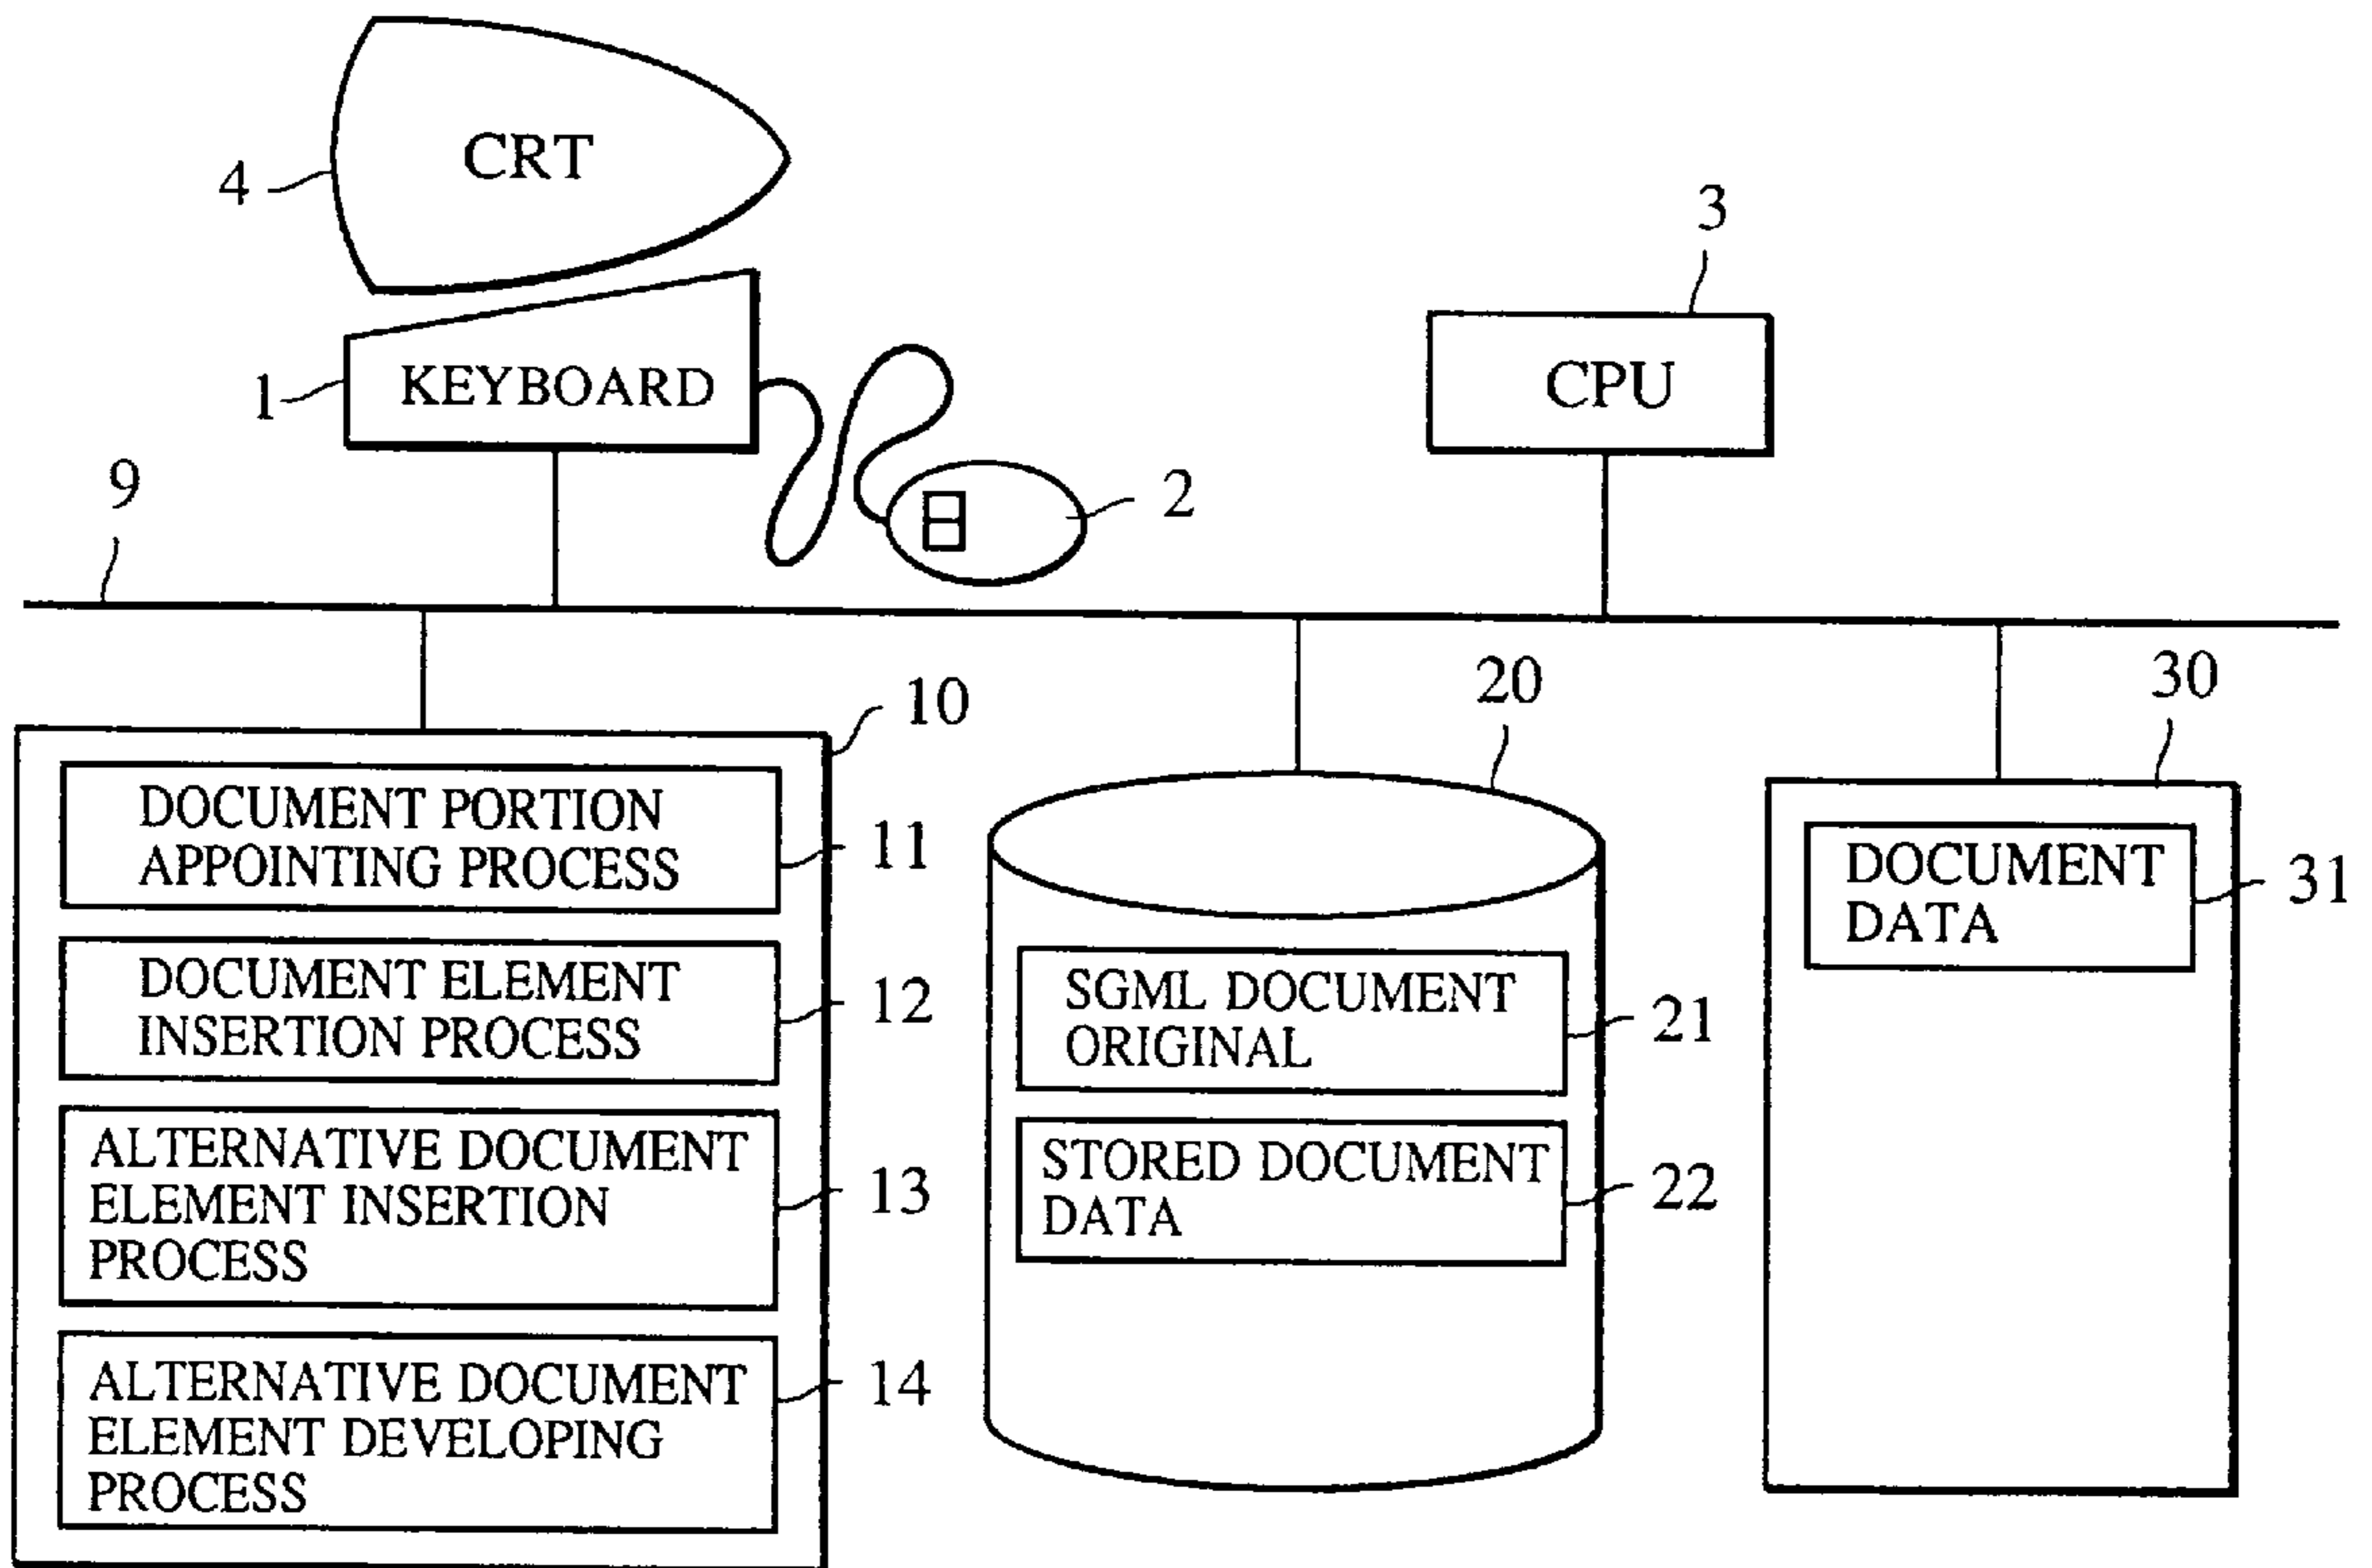 CRT
4
3
KEYBOARD
1
CPU
2
9
10
20
30
DOCUMENT PORTION
APPOINTING PROCESS
11
DOCUMENT ELEMENT
INSERTION PROCESS
12
ALTERNATIVE DOCUMENT
ELEMENT INSERTION
PROCESS
13
ALTERNATIVE DOCUMENT
ELEMENT DEVELOPING
PROCESS
14
SGML DOCUMENT
ORIGINAL
21
STORED DOCUMENT
DATA
22
DOCUMENT
DATA
31